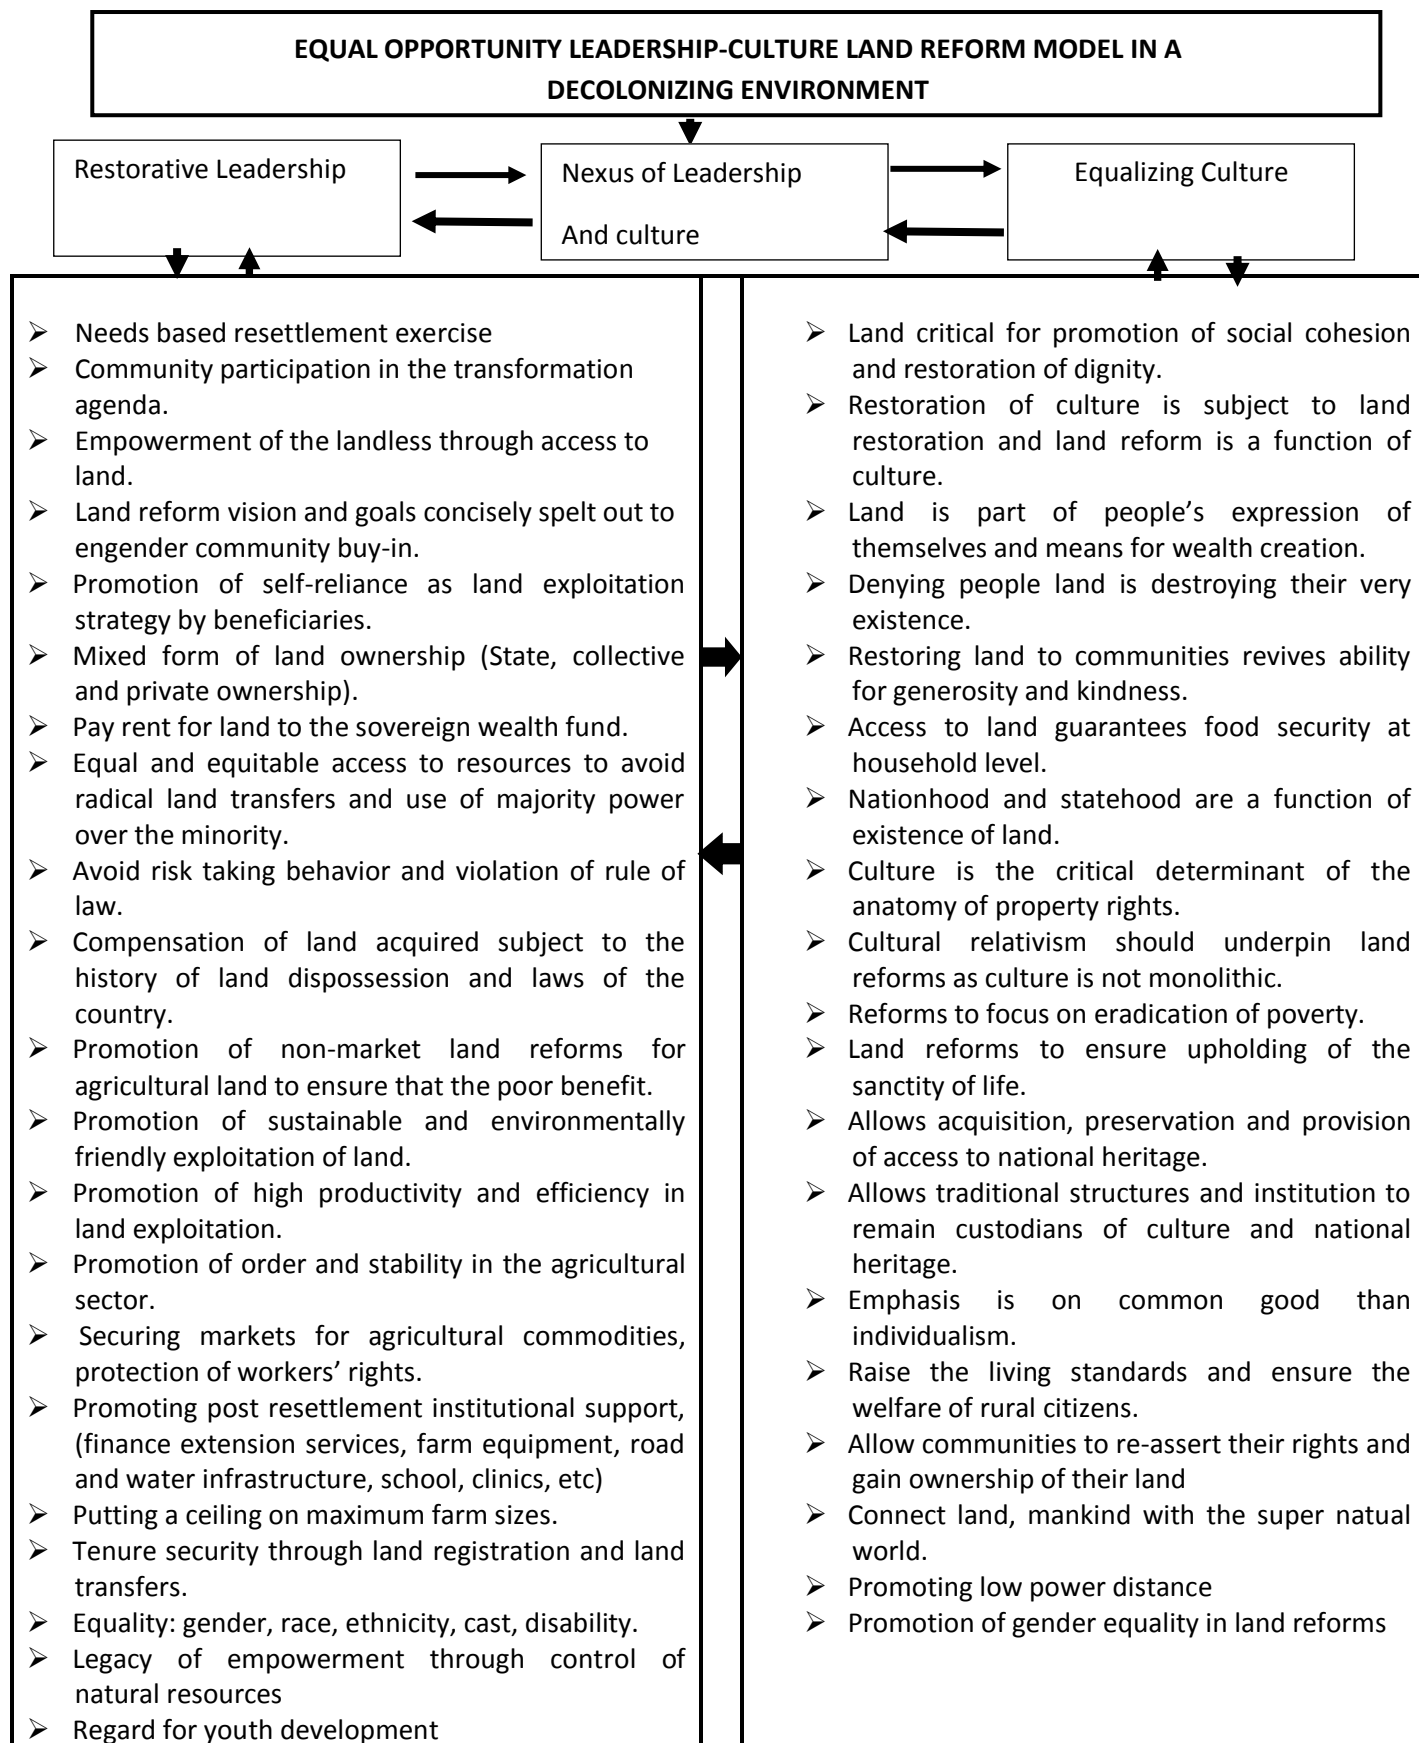 EQUAL OPPORTUNITY LEADERSHIP-CULTURE LAND REFORM MODEL IN A
DECOLONIZING ENVIRONMENT
Restorative Leadership
Nexus of Leadership
And culture
Equalizing Culture
➢ Needs based resettlement exercise
➢ Community participation in the transformation
agenda.
➢ Empowerment of the landless through access to
land.
➢ Land reform vision and goals concisely spelt out to
engender community buy-in.
➢ Promotion of self-reliance as land exploitation
strategy by beneficiaries.
➢ Mixed form of land ownership (State, collective
and private ownership).
➢ Pay rent for land to the sovereign wealth fund.
➢ Equal and equitable access to resources to avoid
radical land transfers and use of majority power
over the minority.
➢ Avoid risk taking behavior and violation of rule of
law.
➢ Compensation of land acquired subject to the
history of land dispossession and laws of the
country.
➢ Promotion of non-market land reforms for
agricultural land to ensure that the poor benefit.
➢ Promotion of sustainable and environmentally
friendly exploitation of land.
➢ Promotion of high productivity and efficiency in
land exploitation.
➢ Promotion of order and stability in the agricultural
sector.
➢ Securing markets for agricultural commodities,
protection of workers’ rights.
➢ Promoting post resettlement institutional support,
(finance extension services, farm equipment, road
and water infrastructure, school, clinics, etc)
➢ Putting a ceiling on maximum farm sizes.
➢ Tenure security through land registration and land
transfers.
➢ Equality: gender, race, ethnicity, cast, disability.
➢ Legacy of empowerment through control of
natural resources
➢ Regard for youth development
➢ Land critical for promotion of social cohesion
and restoration of dignity.
➢ Restoration of culture is subject to land
restoration and land reform is a function of
culture.
➢ Land is part of people’s expression of
themselves and means for wealth creation.
➢ Denying people land is destroying their very
existence.
➢ Restoring land to communities revives ability
for generosity and kindness.
➢ Access to land guarantees food security at
household level.
➢ Nationhood and statehood are a function of
existence of land.
➢ Culture is the critical determinant of the
anatomy of property rights.
➢ Cultural relativism should underpin land
reforms as culture is not monolithic.
➢ Reforms to focus on eradication of poverty.
➢ Land reforms to ensure upholding of the
sanctity of life.
➢ Allows acquisition, preservation and provision
of access to national heritage.
➢ Allows traditional structures and institution to
remain custodians of culture and national
heritage.
➢ Emphasis is on common good than
individualism.
➢ Raise the living standards and ensure the
welfare of rural citizens.
➢ Allow communities to re-assert their rights and
gain ownership of their land
➢ Connect land, mankind with the super natual
world.
➢ Promoting low power distance
➢ Promotion of gender equality in land reforms